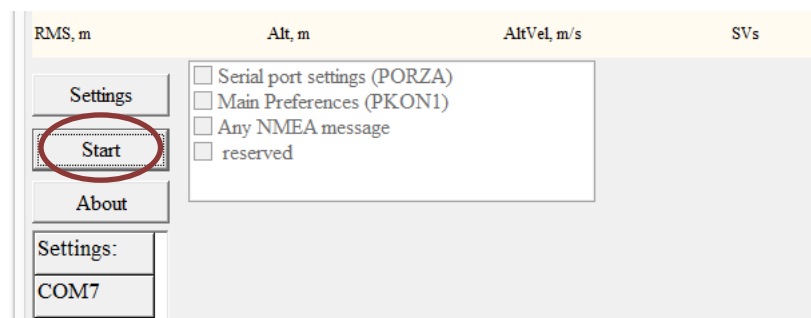 RMS, m Alt, m AltVel, m/s SVs
Settings
Start
About
Settings:
COM7
Serial port settings (PORZA)
Main Preferences (PKON1)
Any NMEA message
reserved